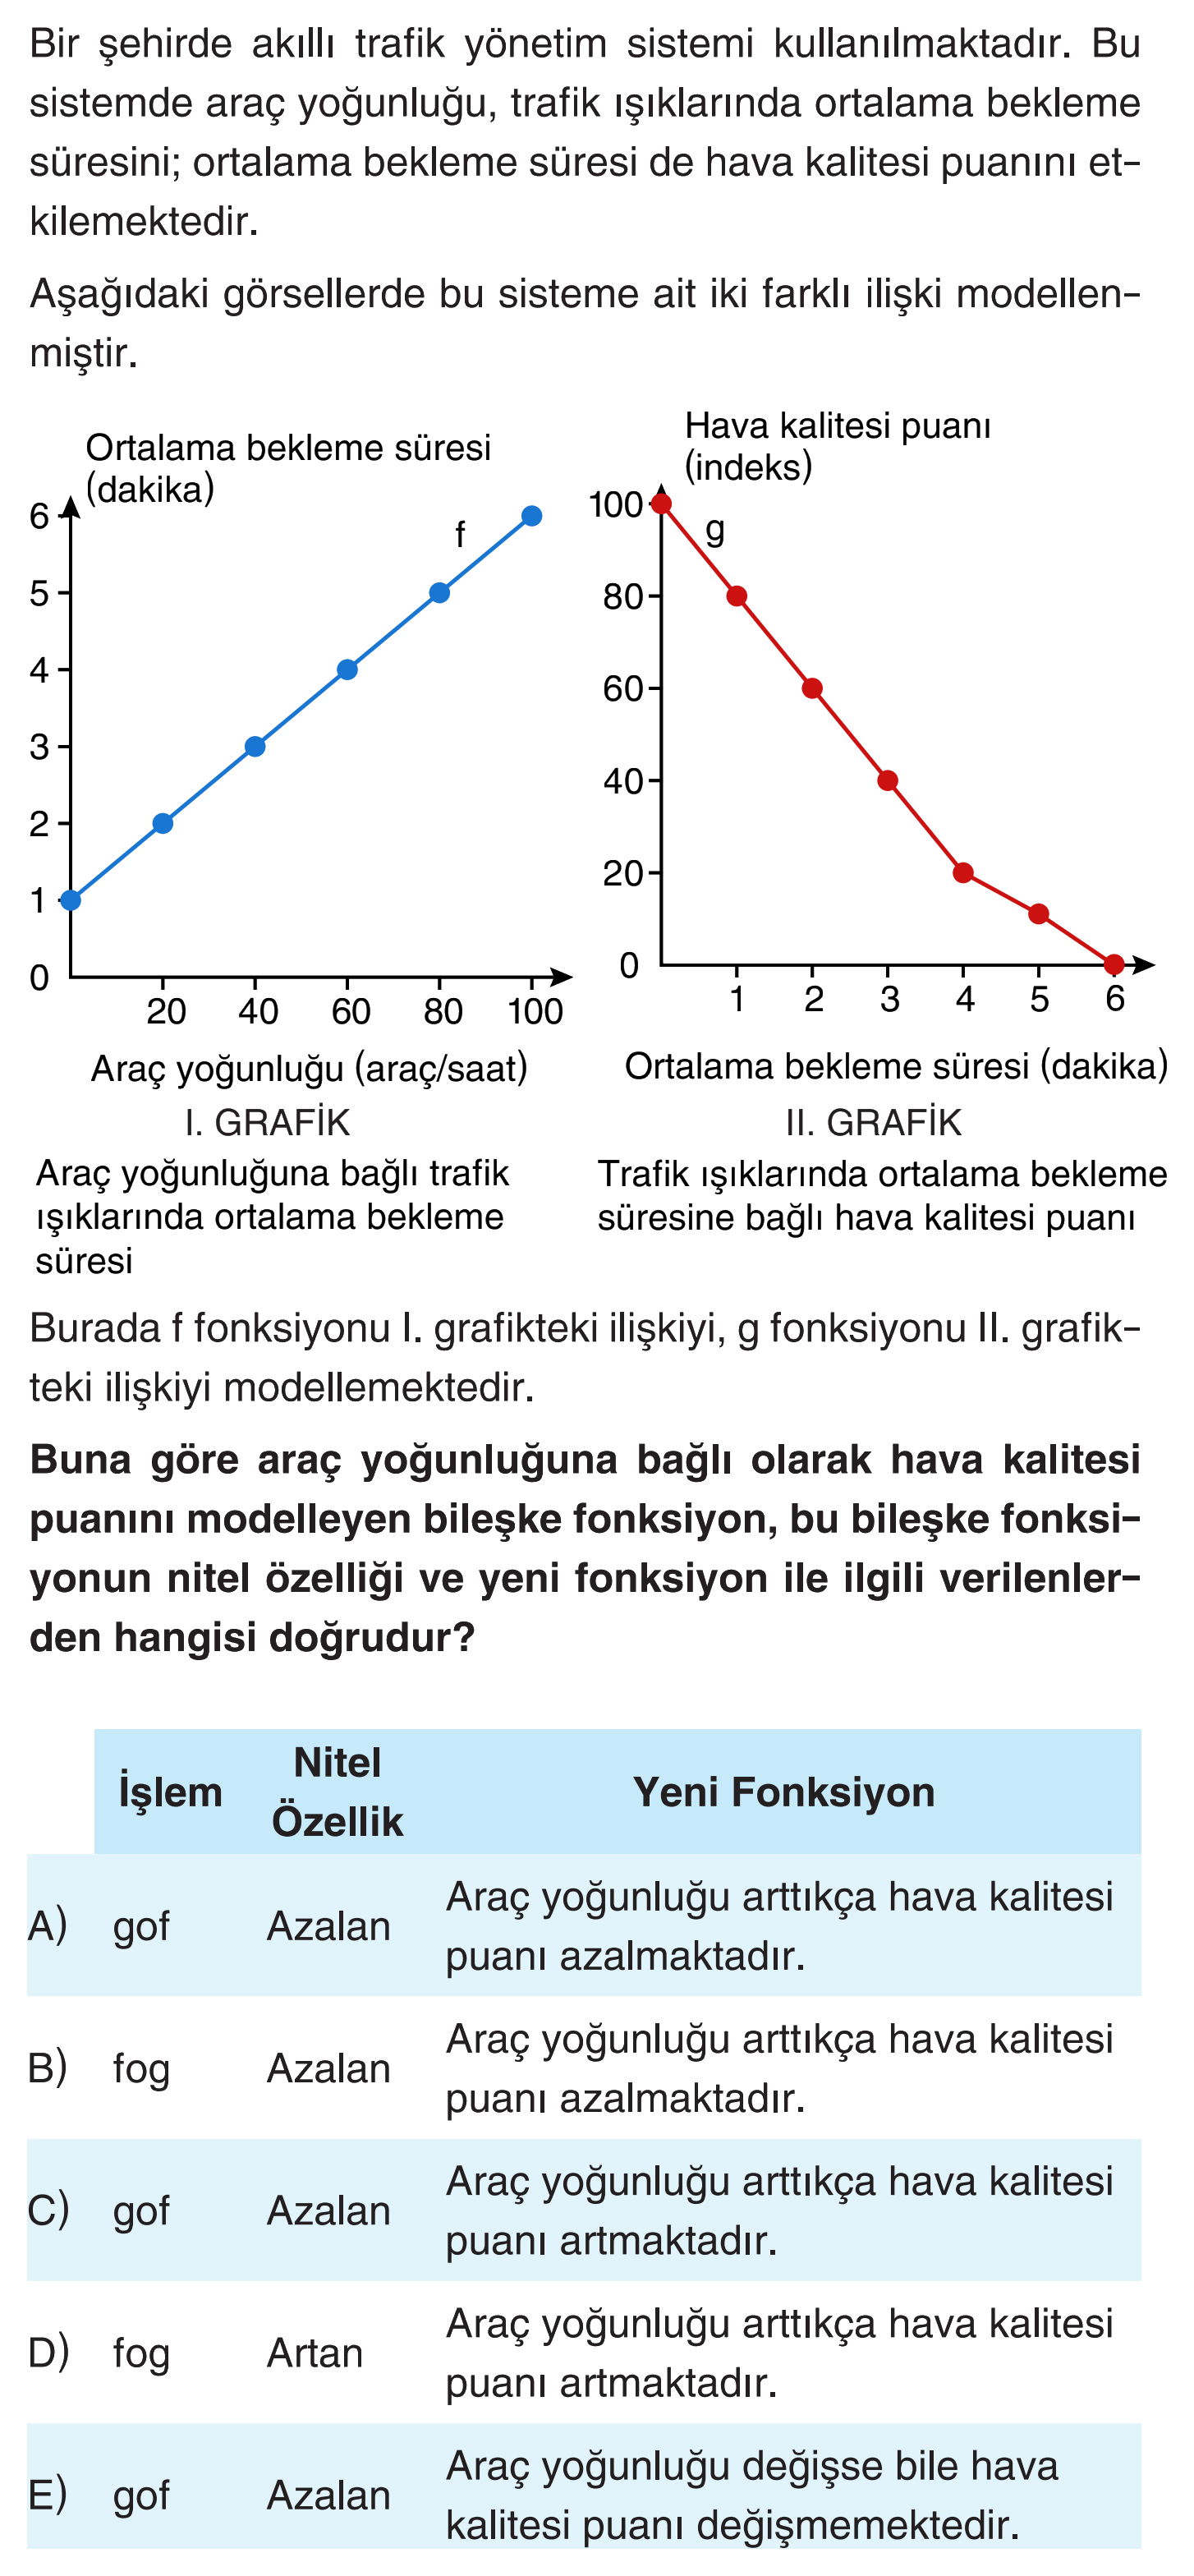 Bir şehirde akıllı trafik yönetim sistemi kullanılmaktadır. Bu
sistemde araç yoğunluğu, trafik ışıklarında ortalama bekleme
süresini; ortalama bekleme süresi de hava kalitesi puanını et-
kilemektedir.
Aşağıdaki görsellerde bu sisteme ait iki farklı ilişki modellen-
miştir.
Ortalama bekleme süresi
(dakika)
6
5
4
3
2
1
0
f
20 40 60 80 100
Araç yoğunluğu (araç/saat)
I. GRAFİK
Araç yoğunluğuna bağlı trafik
ışıklarında ortalama bekleme
süresi
Hava kalitesi puanı
(indeks)
100
80
60
40
20
0
g
1 2 3 4 5 6
Ortalama bekleme süresi (dakika)
II. GRAFİK
Trafik ışıklarında ortalama bekleme
süresine bağlı hava kalitesi puanı
Burada f fonksiyonu I. grafikteki ilişkiyi, g fonksiyonu II. grafik-
teki ilişkiyi modellemektedir.
Buna göre araç yoğunluğuna bağlı olarak hava kalitesi
puanını modelleyen bileşke fonksiyon, bu bileşke fonksi-
yonun nitel özelliği ve yeni fonksiyon ile ilgili verilenler-
den hangisi doğrudur?
İşlem Nitel Özellik Yeni Fonksiyon
A) gof Azalan Araç yoğunluğu arttıkça hava kalitesi
puanı azalmaktadır.
B) fog Azalan Araç yoğunluğu arttıkça hava kalitesi
puanı azalmaktadır.
C) gof Azalan Araç yoğunluğu arttıkça hava kalitesi
puanı artmaktadır.
D) fog Artan Araç yoğunluğu arttıkça hava kalitesi
puanı artmaktadır.
E) gof Azalan Araç yoğunluğu değişse bile hava
kalitesi puanı değişmemektedir.